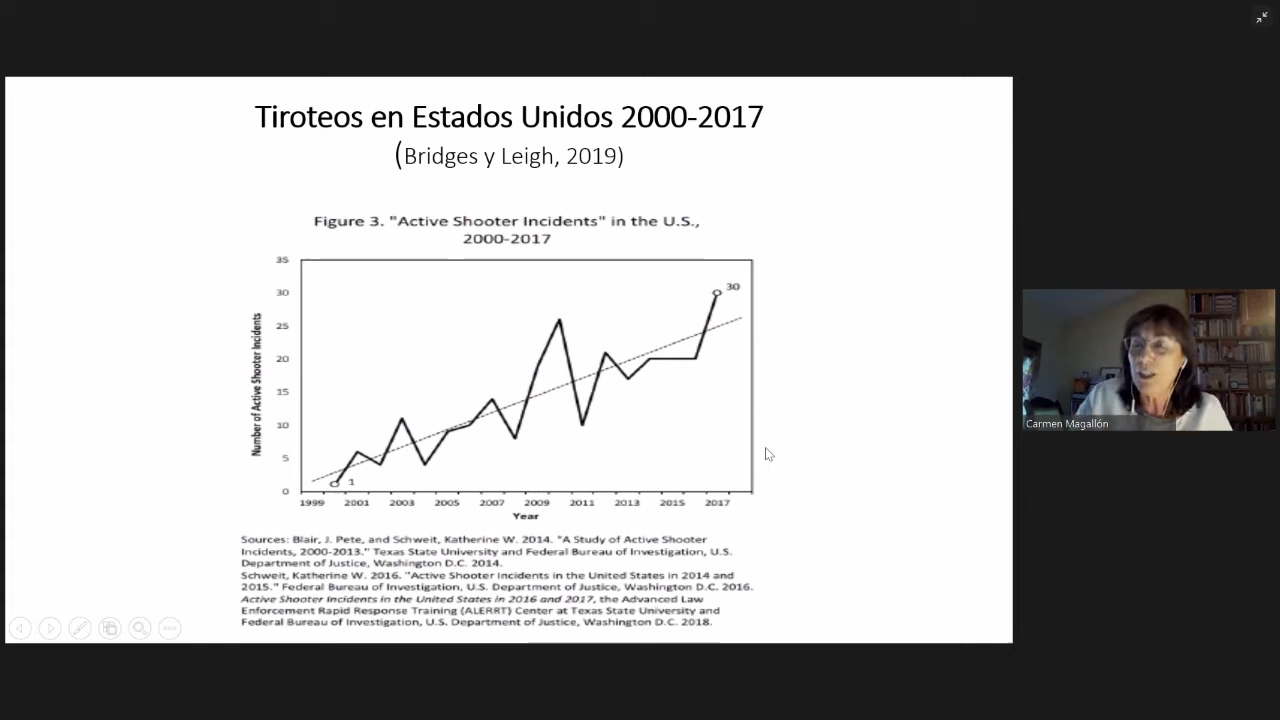 Tiroteos en Estados Unidos 2000-2017
(Bridges y Leigh, 2019)
Figure 3. "Active Shooter Incidents" in the U.S.,
2000-2017
35
30
25
20
15
10
5
0
Number of Active Shooter Incidents
30
1
1999 2001 2003 2005 2007 2009 2011 2013 2015 2017
Year
Sources: Blair, J. Pete, and Schweit, Katherine W. 2014. "A Study of Active Shooter
Incidents, 2000-2013." Texas State University and Federal Bureau of Investigation, U.S.
Department of Justice, Washington D.C. 2014.
Schweit, Katherine W. 2016. "Active Shooter Incidents in the United States in 2014 and
2015." Federal Bureau of Investigation, U.S. Department of Justice, Washington D.C. 2016.
Active Shooter Incidents in the United States in 2016 and 2017, the Advanced Law
Enforcement Rapid Response Training (ALERRT) Center at Texas State University and
Federal Bureau of Investigation, U.S. Department of Justice, Washington D.C. 2018.
Carmen Magallón